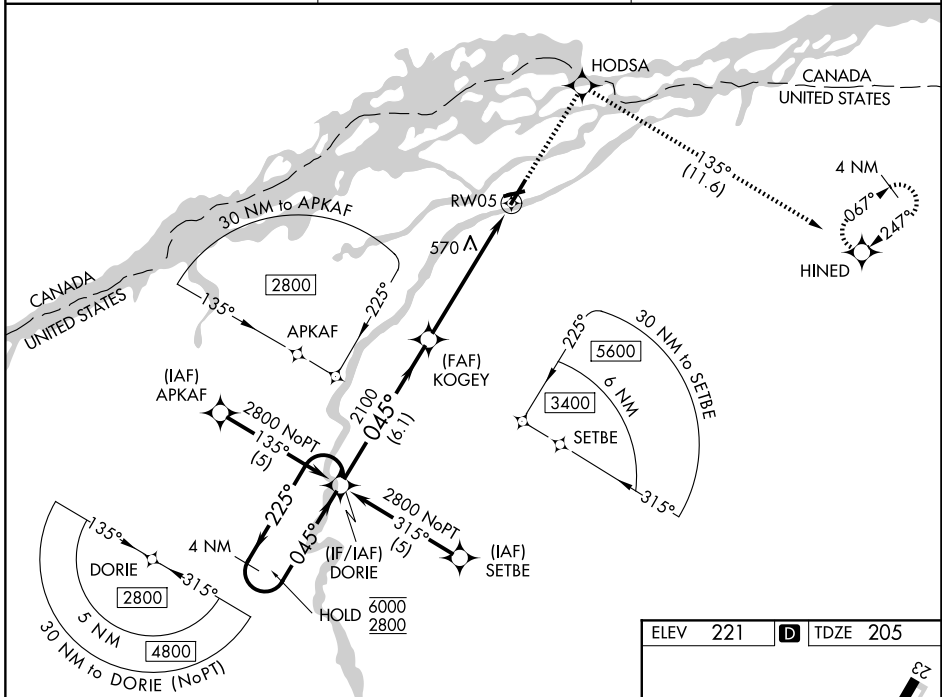 HODSA
CANADA
UNITED STATES
135°
(11.6)
4 NM
067°
247°
HINED
RW05
570
30 NM to APKAF
2800
135°
225°
APKAF
CANADA
UNITED STATES
(FAF)
KOGEY
30 NM to SETBE
5600
225°
6 NM
3400
SETBE
315°
(IAF)
APKAF
2800 NoPT
135°
(5)
2100
045°
(6.1)
225°
045°
4 NM
(IF/IAF)
DORIE
2800 NoPT
315°
(5)
(IAF)
SETBE
HOLD 6000
2800
135°
DORIE
315°
2800
5 NM
4800
30 NM to DORIE (NoPT)
ELEV 221 D TDZE 205
23